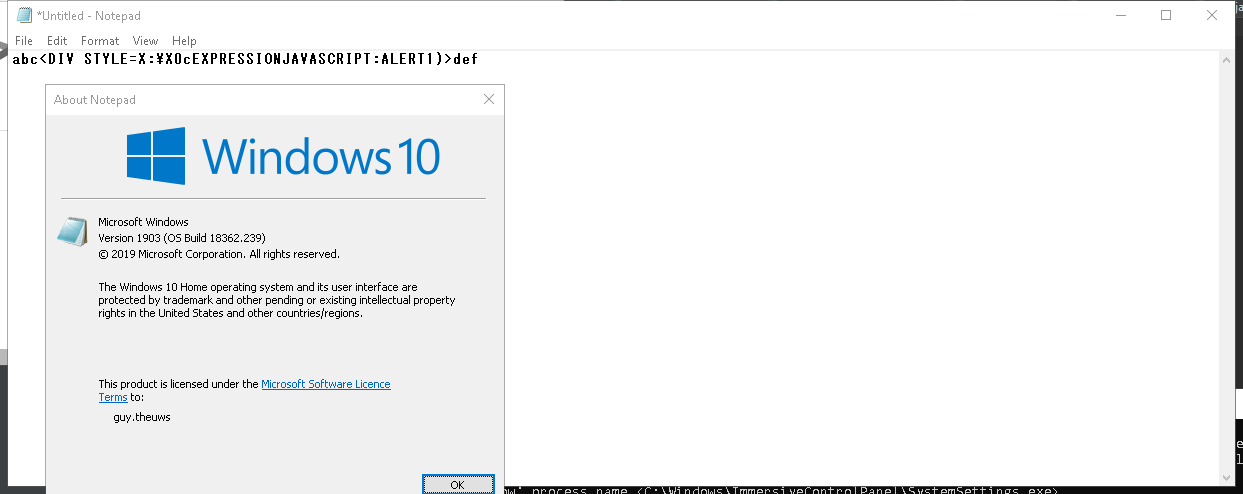 *Untitled - Notepad
File Edit Format View Help
abc<DIV STYLE=X:¥X0cEXPRESSIONJAVASCRIPT:ALERT1)>def
About Notepad
Windows 10
Microsoft Windows
Version 1903 (OS Build 18362.239)
© 2019 Microsoft Corporation. All rights reserved.
The Windows 10 Home operating system and its user interface are
protected by trademark and other pending or existing intellectual property
rights in the United States and other countries/regions.
This product is licensed under the Microsoft Software Licence
Terms to:
guy.theuws
OK
process name <C:\Windows\ImmersiveControlPanel\SystemSettings.exe>